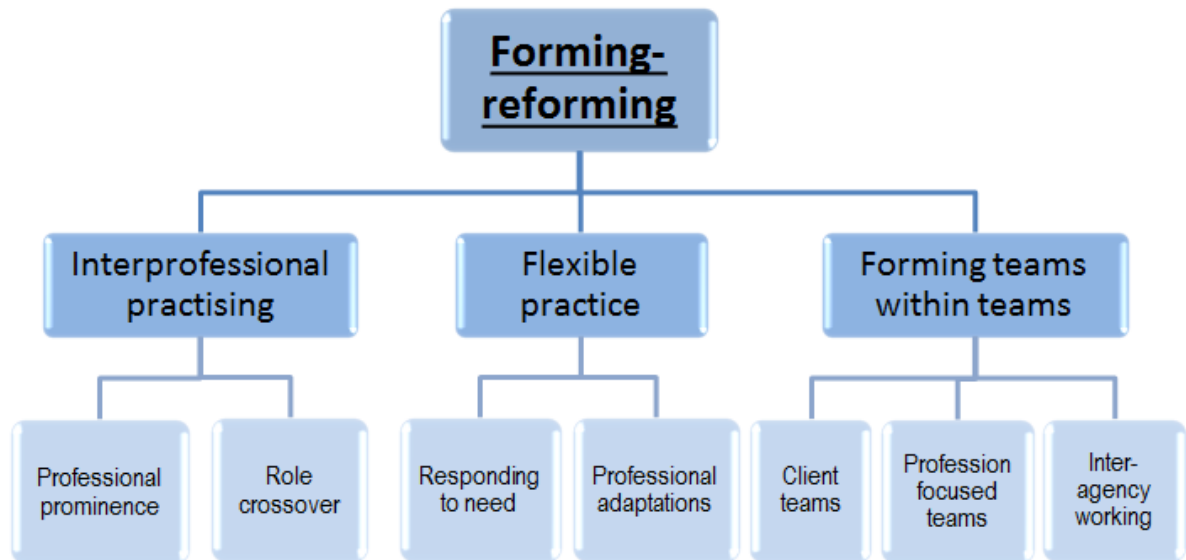 Forming-
reforming
Interprofessional
practising
Flexible
practice
Forming teams
within teams
Professional
prominence
Role
crossover
Responding
to need
Professional
adaptations
Client
teams
Profession
focused
teams
Inter-
agency
working